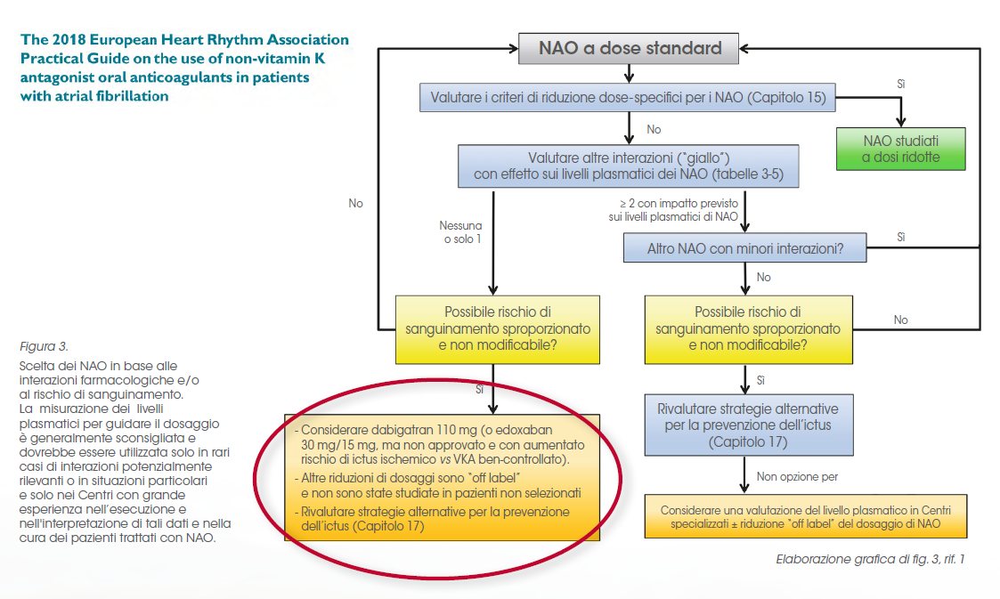 The 2018 European Heart Rhythm Association
Practical Guide on the use of non-vitamin K
antagonist oral anticoagulants in patients
with atrial fibrillation
NAO a dose standard
Valutare i criteri di riduzione dose-specifici per i NAO (Capitolo 15)
Sì
NAO studiati
a dosi ridotte
No
Valutare altre interazioni ("giallo")
con effetto sui livelli plasmatici dei NAO (tabelle 3-5)
No
Nessuna
o solo 1
≥ 2 con impatto previsto
sui livelli plasmatici di NAO
Altro NAO con minori interazioni?
Sì
No
Possibile rischio di
sanguinamento sproporzionato
e non modificabile?
Possibile rischio di
sanguinamento sproporzionato
e non modificabile?
No
Sì
Sì
- Considerare dabigatran 110 mg (o edoxaban
30 mg/15 mg, ma non approvato e con aumentato
rischio di ictus ischemico vs VKA ben-controllato).
- Altre riduzioni di dosaggi sono "off label"
e non sono state studiate in pazienti non selezionati
- Rivalutare strategie alternative per la prevenzione
dell'ictus (Capitolo 17)
Rivalutare strategie alternative
per la prevenzione dell'ictus
(Capitolo 17)
Non opzione per
Considerare una valutazione del livello plasmatico in Centri
specializzati ± riduzione "off label" del dosaggio di NAO
Figura 3.
Scelta dei NAO in base alle
interazioni farmacologiche e/o
al rischio di sanguinamento.
La misurazione dei livelli
plasmatici per guidare il dosaggio
è generalmente sconsigliata e
dovrebbe essere utilizzata solo in rari
casi di interazioni potenzialmente
rilevanti o in situazioni particolari
e solo nei Centri con grande
esperienza nell'esecuzione e
nell'interpretazione di tali dati e nella
cura dei pazienti trattati con NAO.
Elaborazione grafica di fig. 3, rif. 1